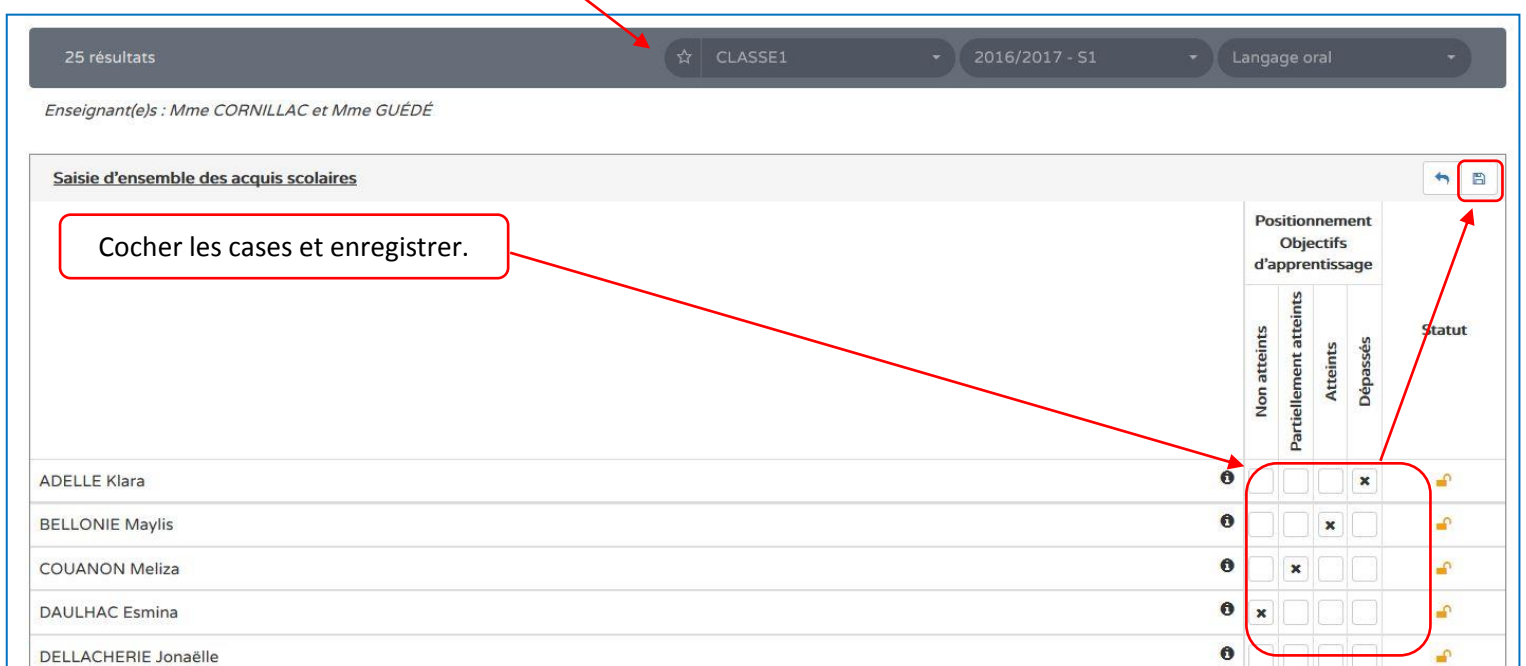 25 résultats
CLASSE1
2016/2017 - S1
Langage oral
Enseignant(e)s : Mme CORNILLAC et Mme GUÉDÉ
Saisie d'ensemble des acquis scolaires
Cocher les cases et enregistrer.
Positionnement
Objectifs
d'apprentissage
Non atteints
Partiellement atteints
Atteints
Dépassés
Statut
ADELLE Klara
BELLONIE Maylis
COUANON Meliza
DAULHAC Esmina
DELLACHERIE Jonaëlle